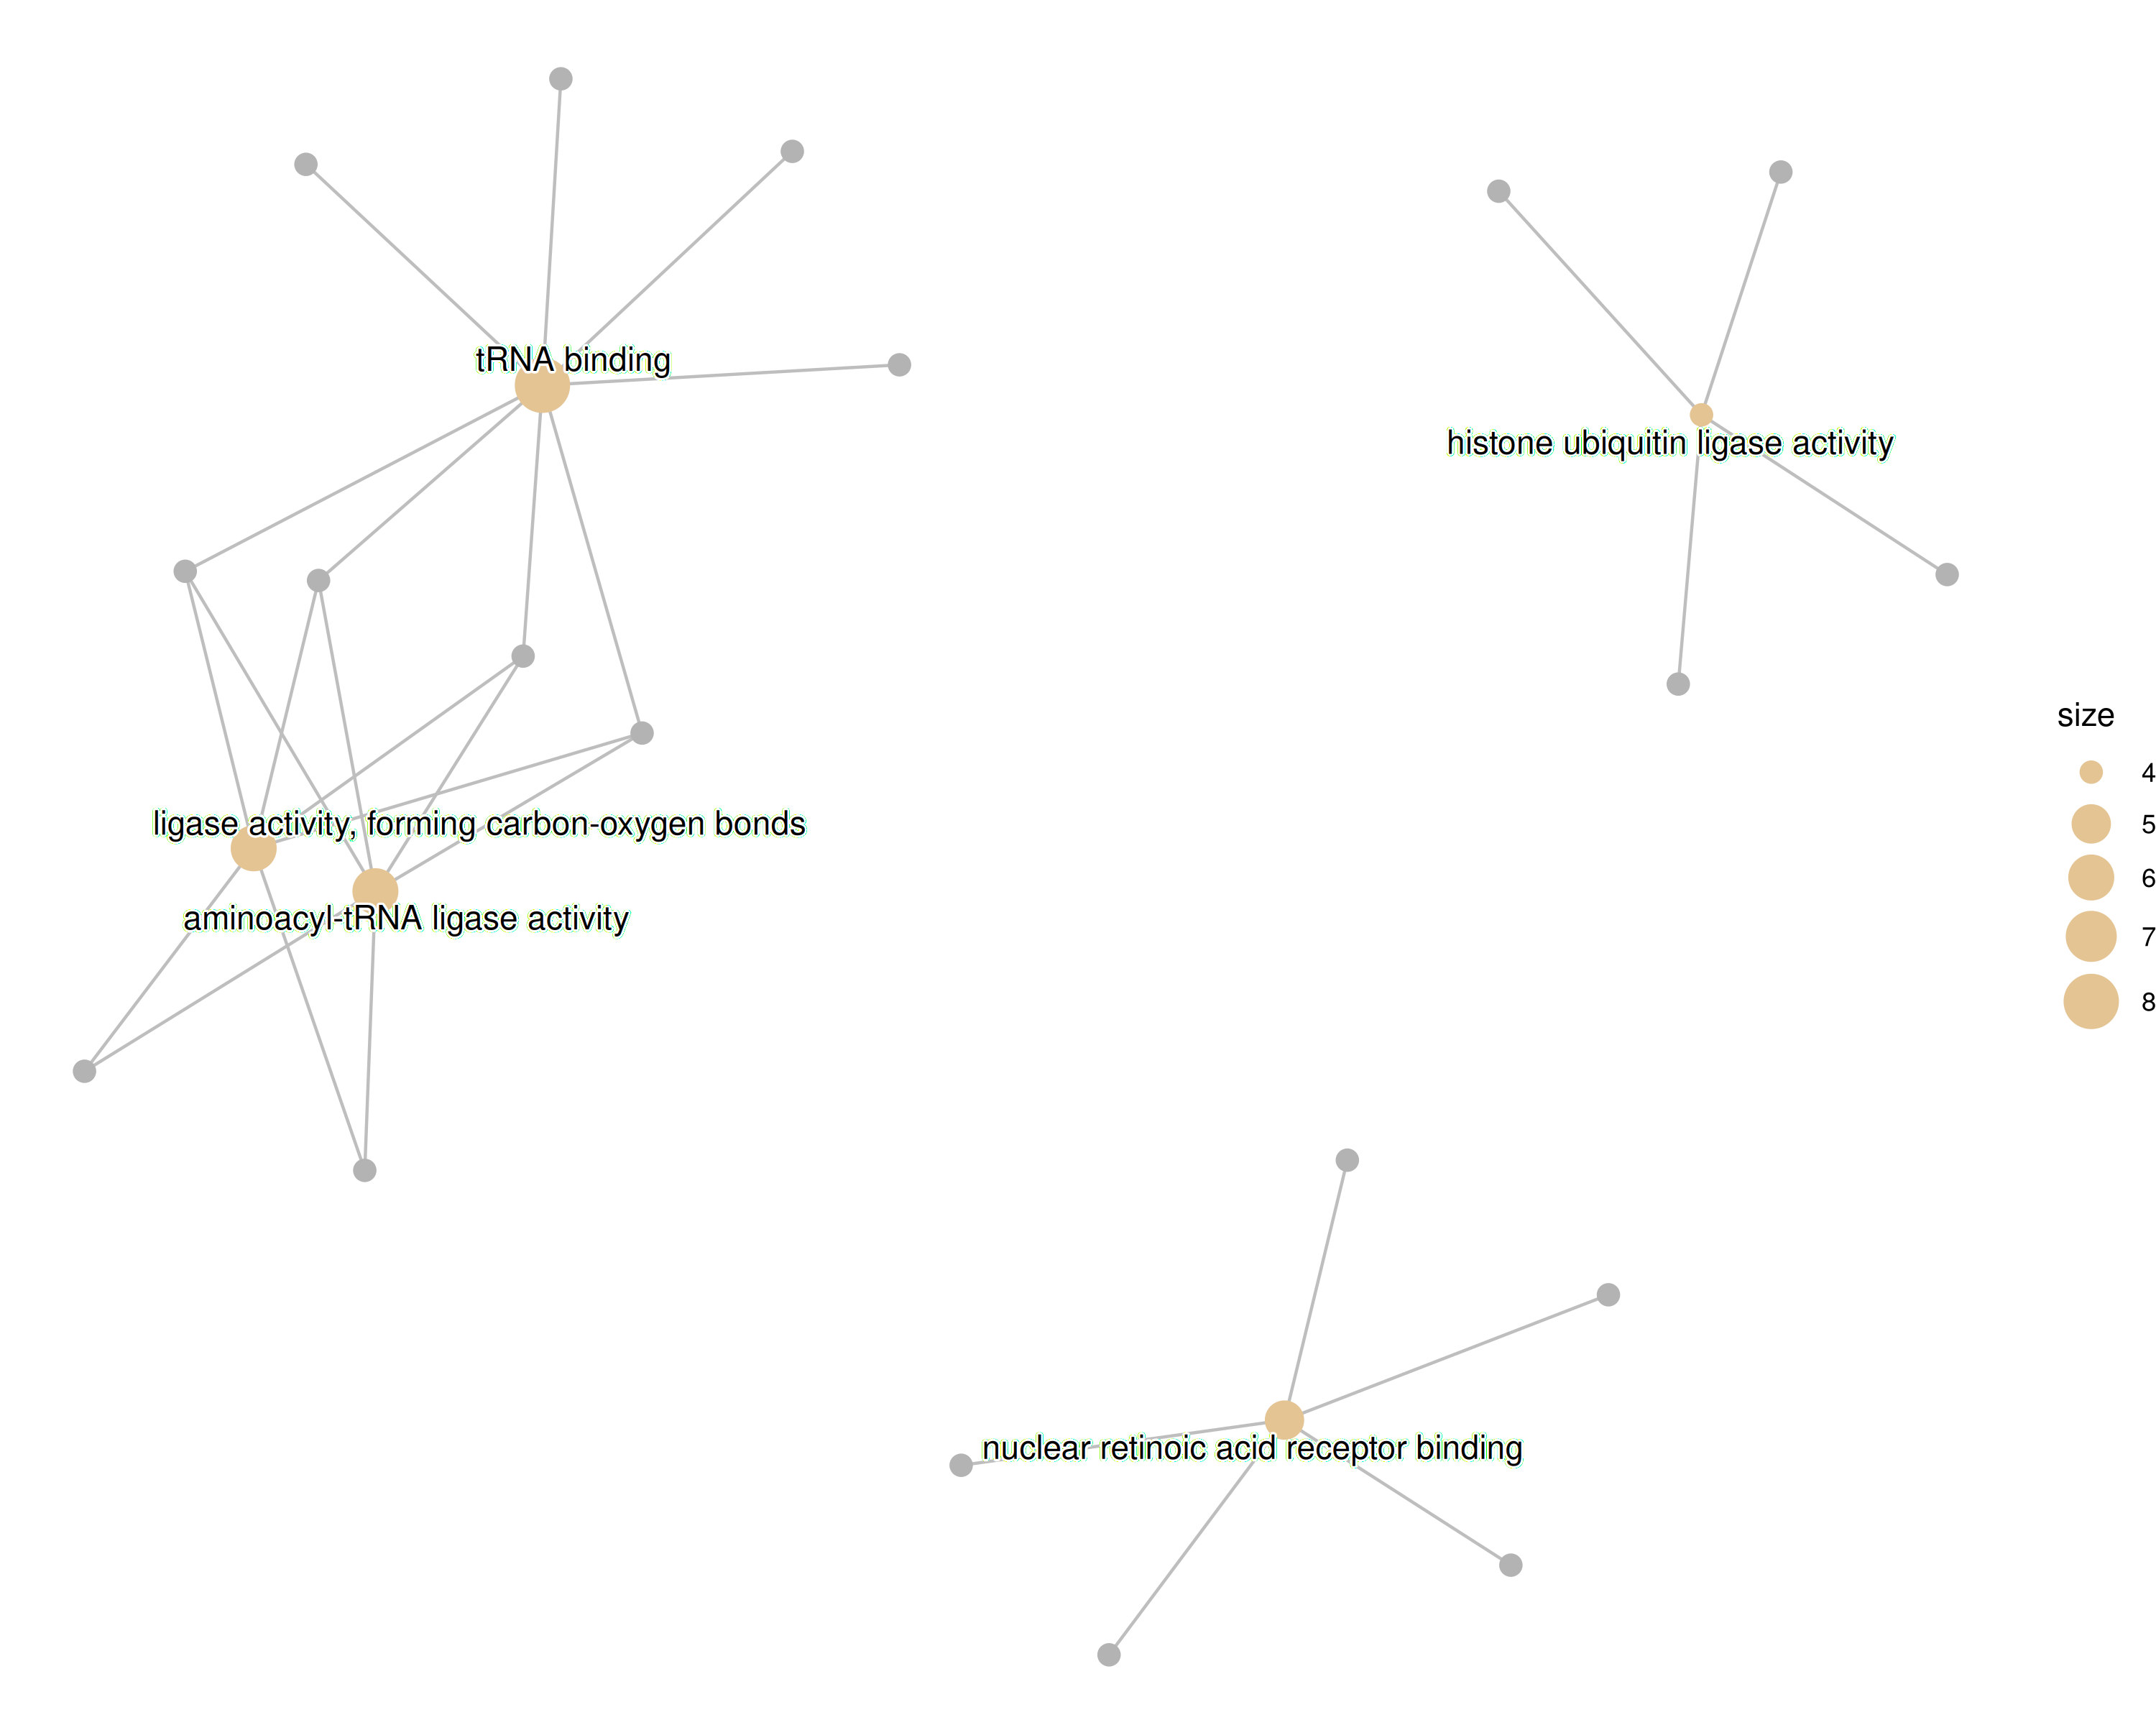 tRNA binding
histone ubiquitin ligase activity
size
4
5
6
7
8
ligase activity, forming carbon-oxygen bonds
aminoacyl-tRNA ligase activity
nuclear retinoic acid receptor binding